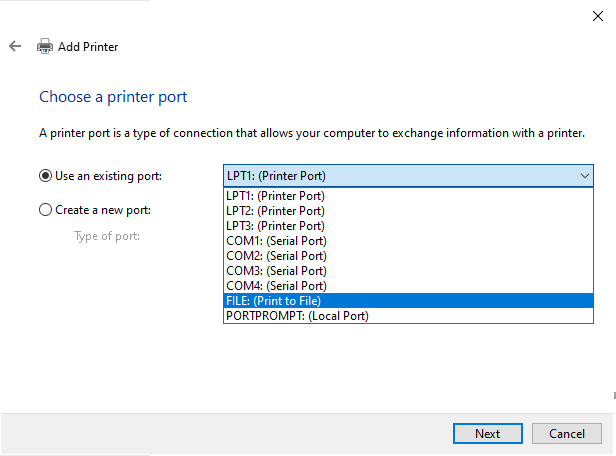 Add Printer
Choose a printer port
A printer port is a type of connection that allows your computer to exchange information with a printer.
Use an existing port:
LPT1: (Printer Port)
LPT1: (Printer Port)
LPT2: (Printer Port)
LPT3: (Printer Port)
COM1: (Serial Port)
COM2: (Serial Port)
COM3: (Serial Port)
COM4: (Serial Port)
FILE: (Print to File)
PORTPROMPT: (Local Port)
Create a new port:
Type of port:
Next
Cancel